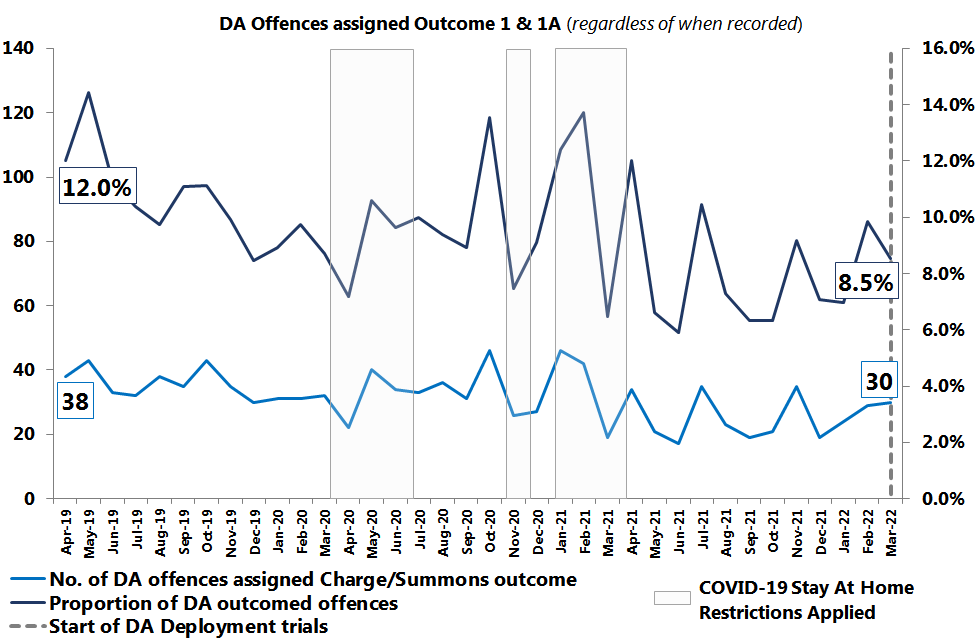 DA Offences assigned Outcome 1 & 1A (regardless of when recorded)
140
120
100
80
60
40
20
0
16.0%
14.0%
12.0%
10.0%
8.0%
6.0%
4.0%
2.0%
0.0%
12.0%
38
8.5%
30
Apr-19
May-19
Jun-19
Jul-19
Aug-19
Sep-19
Oct-19
Nov-19
Dec-19
Jan-20
Feb-20
Mar-20
Apr-20
May-20
Jun-20
Jul-20
Aug-20
Sep-20
Oct-20
Nov-20
Dec-20
Jan-21
Feb-21
Mar-21
Apr-21
May-21
Jun-21
Jul-21
Aug-21
Sep-21
Oct-21
Nov-21
Dec-21
Jan-22
Feb-22
Mar-22
No. of DA offences assigned Charge/Summons outcome
Proportion of DA outcomed offences
Start of DA Deployment trials
COVID-19 Stay At Home
Restrictions Applied